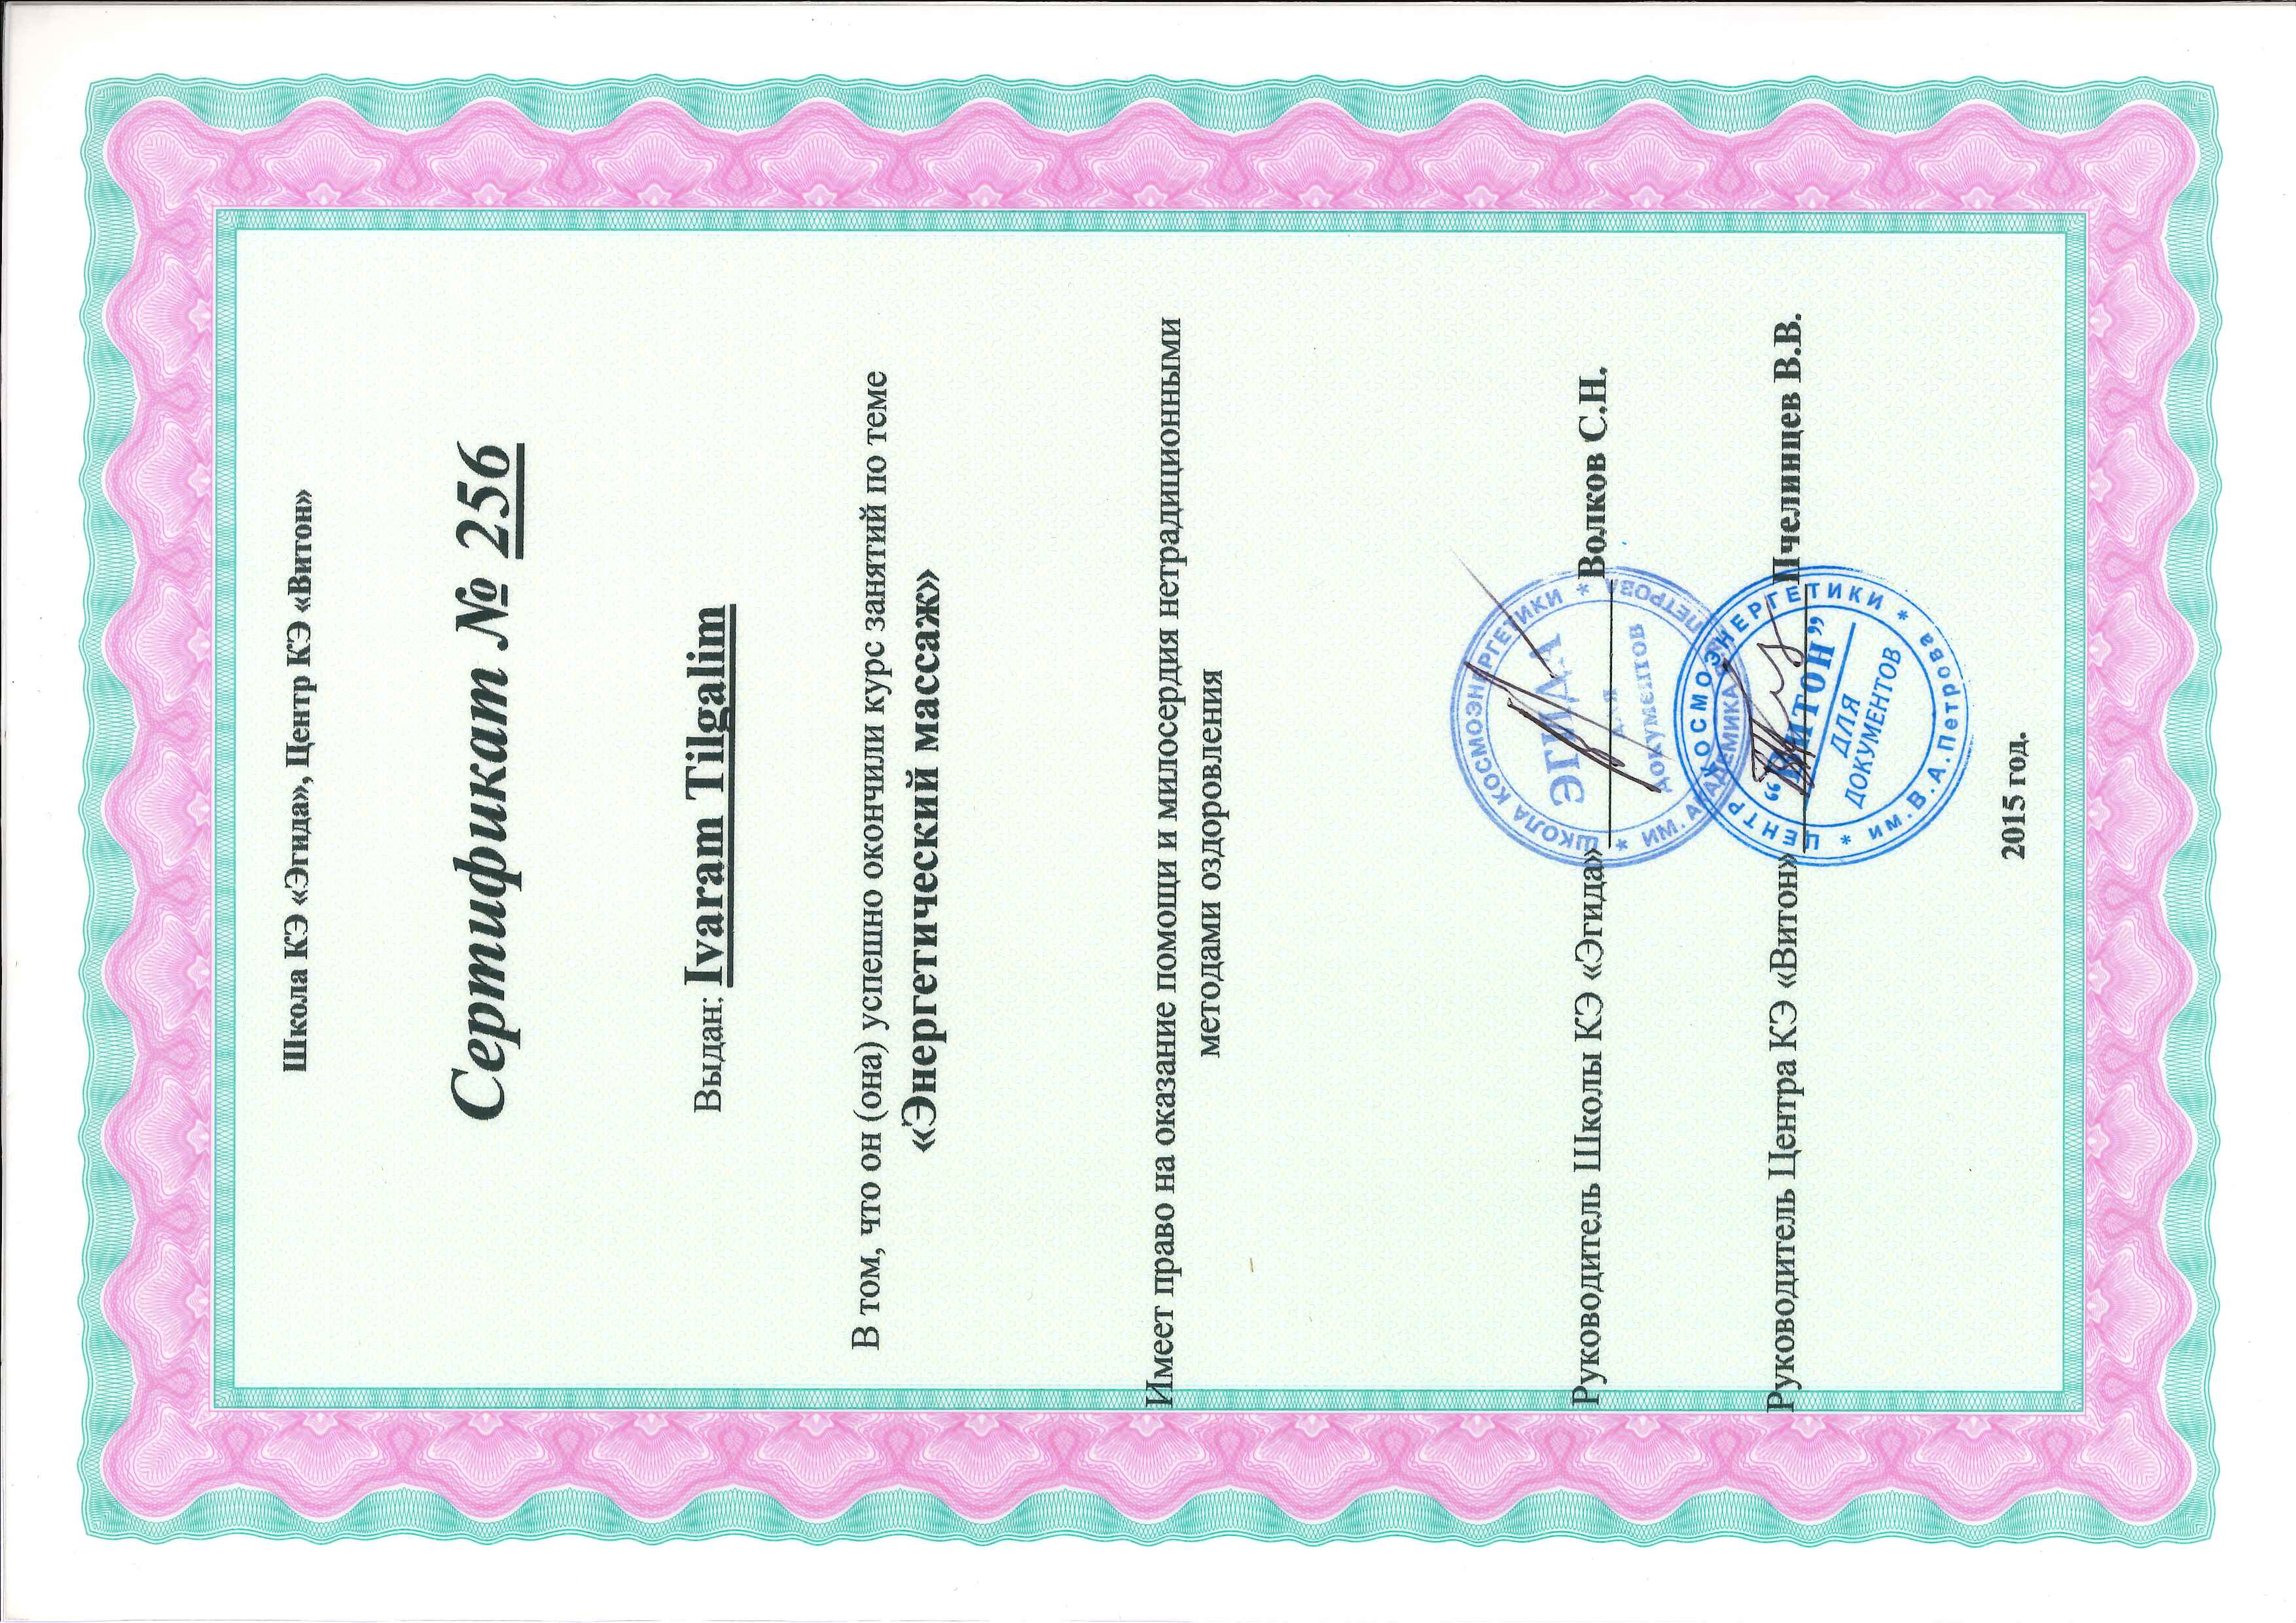 Школа КЭ «Эгида», Центр КЭ «Витон»
Сертификат № 256
Выдан: Ivaram Tilgalim
В том, что он (она) успешно окончили курс занятий по теме
«Энергетический массаж»
Имеет право на оказание помощи и милосердия нетрадиционными
методами оздоровления
Руководитель Школы КЭ «Эгида» Волков С.Н.
ШКОЛА КОСМОЭНЕРГЕТИКИ *
ПЕТРОВА
* ИМ. АКАДЕМИКА
ЭГИДА
ДЛЯ
ДОКУМЕНТОВ
Руководитель Центра КЭ «Витон» Пчелинцев В.В.
ЦЕНТР КОСМОЭНЕРГЕТИКИ *
* им. В.А.Петрова
“ВИТОН”
ДЛЯ
ДОКУМЕНТОВ
2015 год.